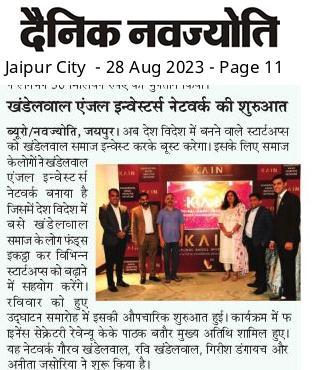 दैनिक नवज्योति
Jaipur City - 28 Aug 2023 - Page 11
खंडेलवाल एंजल इन्वेस्टर्स नेटवर्क की शुरुआत
ब्यूरो/नवज्योति, जयपुर। अब देश विदेश में बनने वाले स्टार्टअप्स
को खंडेलवाल समाज इन्वेस्ट करके बूस्ट करेगा। इसके लिए समाज
के लोगों ने खंडेलवाल
एंजल इन्वेस्टर्स
नेटवर्क बनाया है
जिसमें देश विदेश में
बसे खंडेलवाल
समाज के लोग फंड्स
इकट्ठा कर विभिन्न
स्टार्टअप्स को बढ़ाने
में सहयोग करेंगे।
रविवार को हुए
उद्घाटन समारोह में इसकी औपचारिक शुरुआत हुई। कार्यक्रम में फ
इनेंस सेक्रेटरी रेवेन्यू केके पाठक बतौर मुख्य अतिथि शामिल हुए।
यह नेटवर्क गौरव खंडेलवाल, रवि खंडेलवाल, गिरीश डंगायच और
अनीता जसोरिया ने शुरू किया है।
KAIN
KAIN